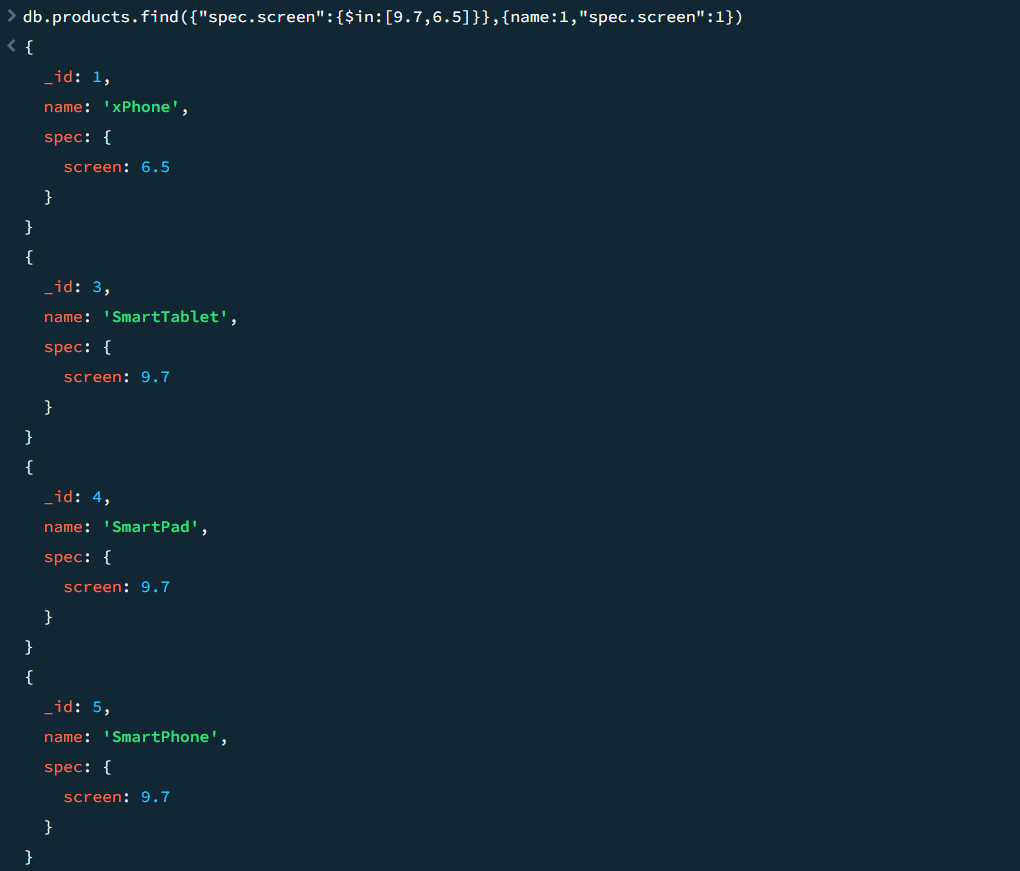 > db.products.find({"spec.screen":{$in:[9.7,6.5]}},{name:1,"spec.screen":1})
< {
_id: 1,
name: 'xPhone',
spec: {
screen: 6.5
}
}
{
_id: 3,
name: 'SmartTablet',
spec: {
screen: 9.7
}
}
{
_id: 4,
name: 'SmartPad',
spec: {
screen: 9.7
}
}
{
_id: 5,
name: 'SmartPhone',
spec: {
screen: 9.7
}
}